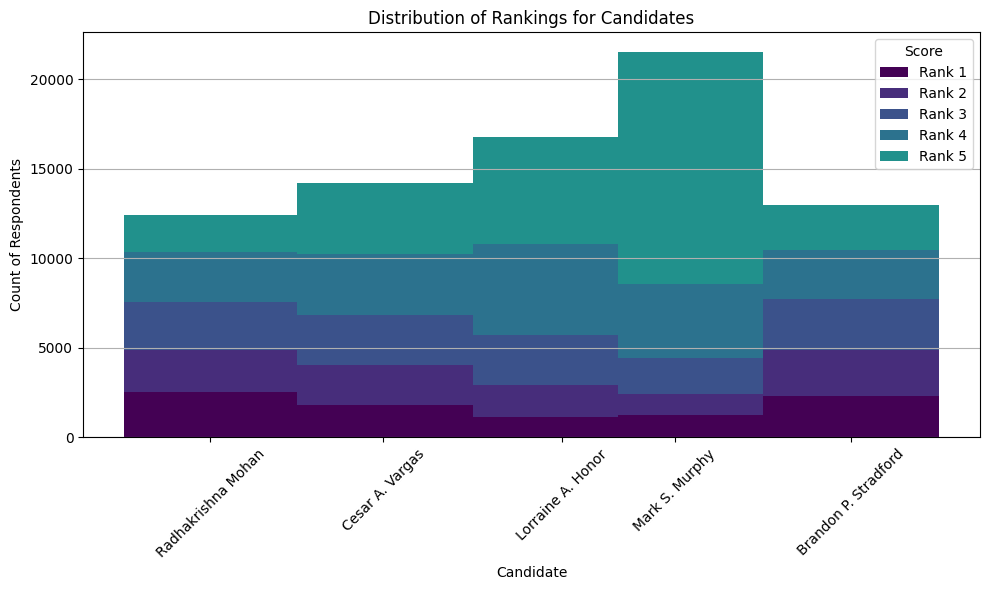 Distribution of Rankings for Candidates
Score
Rank 1
Rank 2
Rank 3
Rank 4
Rank 5
Count of Respondents
20000
15000
10000
5000
0
Radhakrishna Mohan
Cesar A. Vargas
Lorraine A. Honor
Mark S. Murphy
Brandon P. Stradford
Candidate